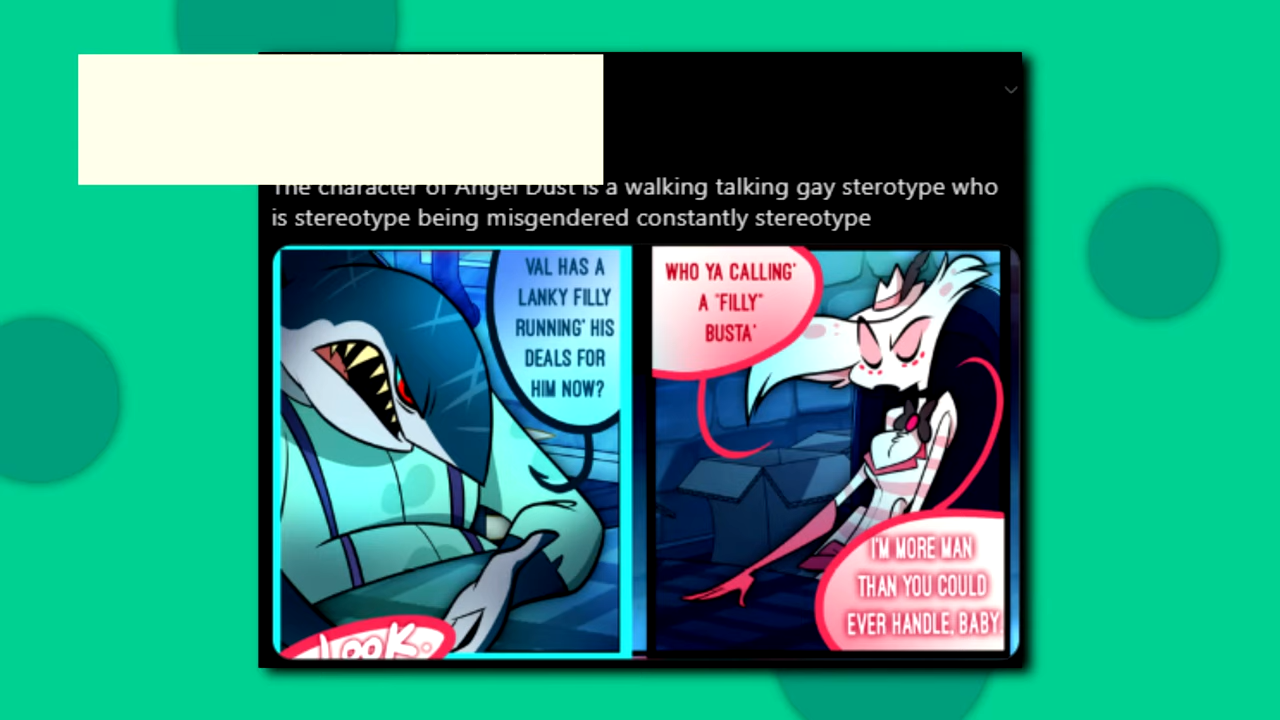 The character of Angel Dust is a walking talking gay sterotype who
is stereotype being misgendered constantly stereotype
VAL HAS A
LANKY FILLY
RUNNING' HIS
DEALS FOR
HIM NOW?
LOOK.
WHO YA CALLING'
A "FILLY"
BUSTA'
I'M MORE MAN
THAN YOU COULD
EVER HANDLE, BABY